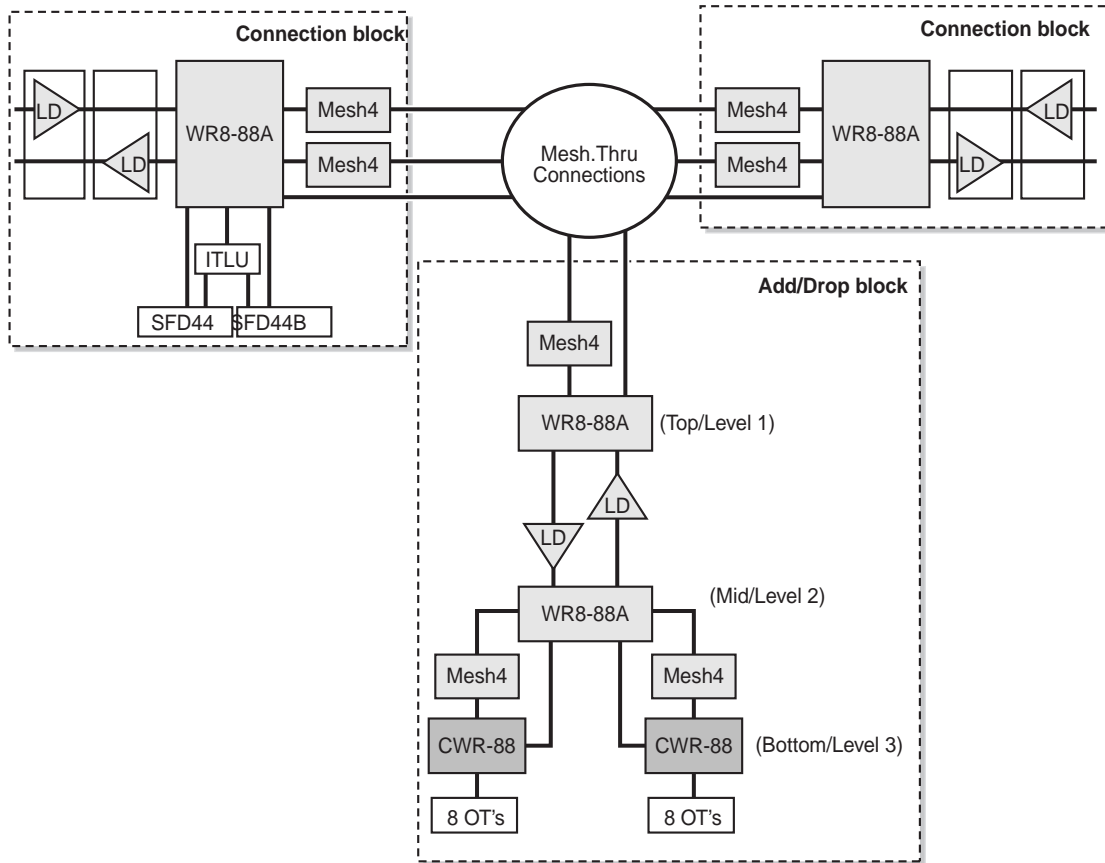 Connection block
Connection block
LD
LD
WR8-88A
Mesh4
Mesh4
Mesh.Thru
Connections
Mesh4
Mesh4
WR8-88A
LD
LD
ITLU
SFD44
SFD44B
Add/Drop block
Mesh4
WR8-88A
(Top/Level 1)
LD
LD
WR8-88A
(Mid/Level 2)
Mesh4
Mesh4
CWR-88
CWR-88
(Bottom/Level 3)
8 OT's
8 OT's